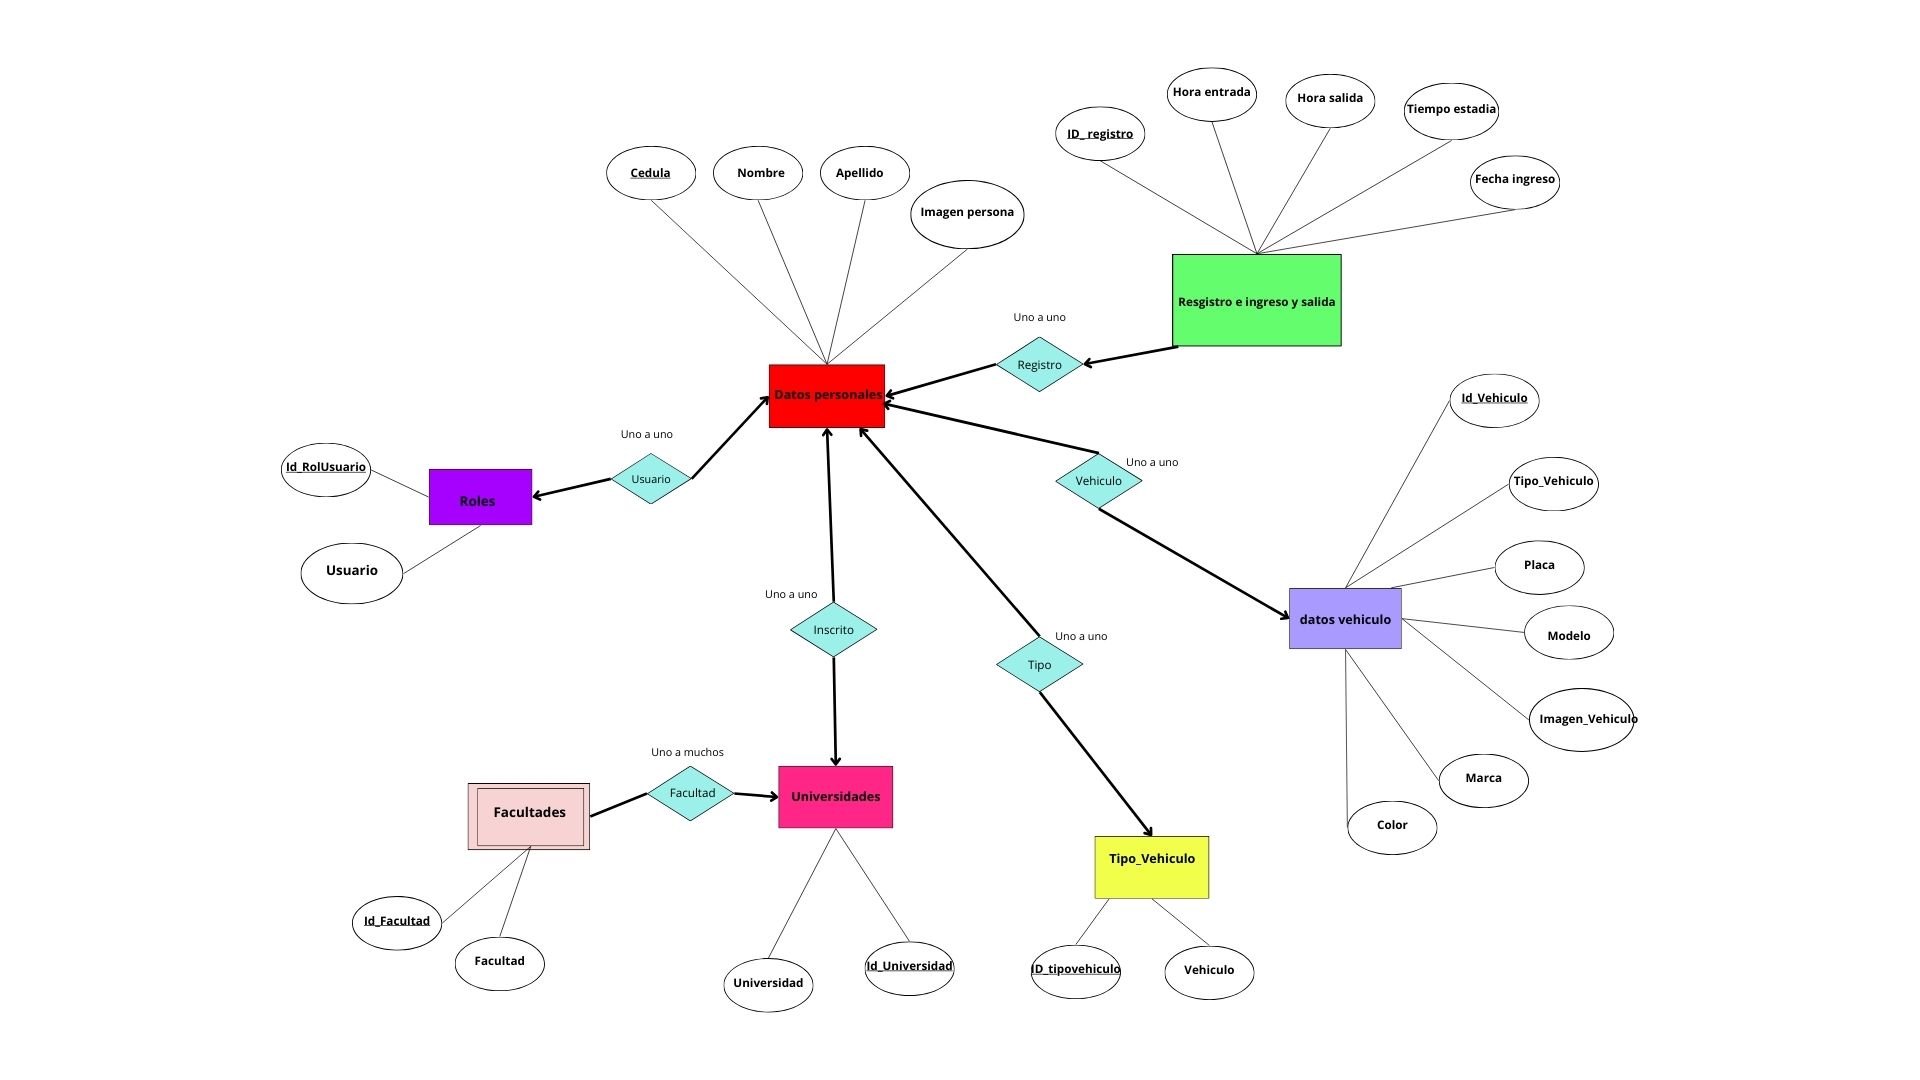 Hora entrada
Hora salida
Tiempo estadia
ID_ registro
Cedula
Nombre
Apellido
Fecha ingreso
Imagen persona
Resgistro e ingreso y salida
Uno a uno
Registro
Datos personales
Id_Vehiculo
Uno a uno
Uno a uno
Id_RolUsuario
Usuario
Vehiculo
Tipo_Vehiculo
Roles
Placa
Usuario
Uno a uno
Inscrito
datos vehiculo
Modelo
Uno a uno
Tipo
Imagen_Vehiculo
Uno a muchos
Marca
Facultad
Universidades
Facultades
Color
Tipo_Vehiculo
Id_Facultad
Facultad
Universidad
Id_Universidad
ID_tipovehiculo
Vehiculo